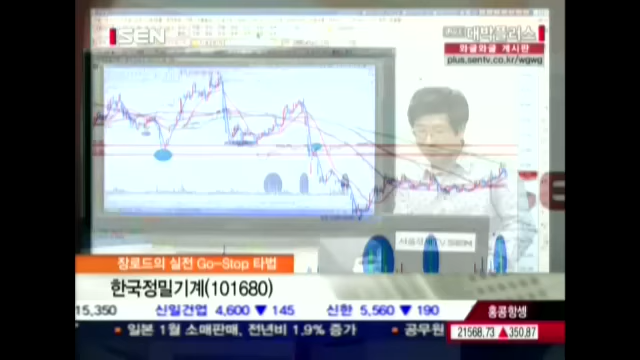 SEN
대박플러스
와글와글 게시판
plus.sentv.co.kr/wgwg
장로드의 실전 Go-Stop 타법
한국정밀기계(101680)
15,350 신일건업 4,600 ▼ 145 신한 5,560 ▼ 190 홍콩항셍
일본 1월 소매판매, 전년비 1.9% 증가 공무원 21568.73 ▲350.87